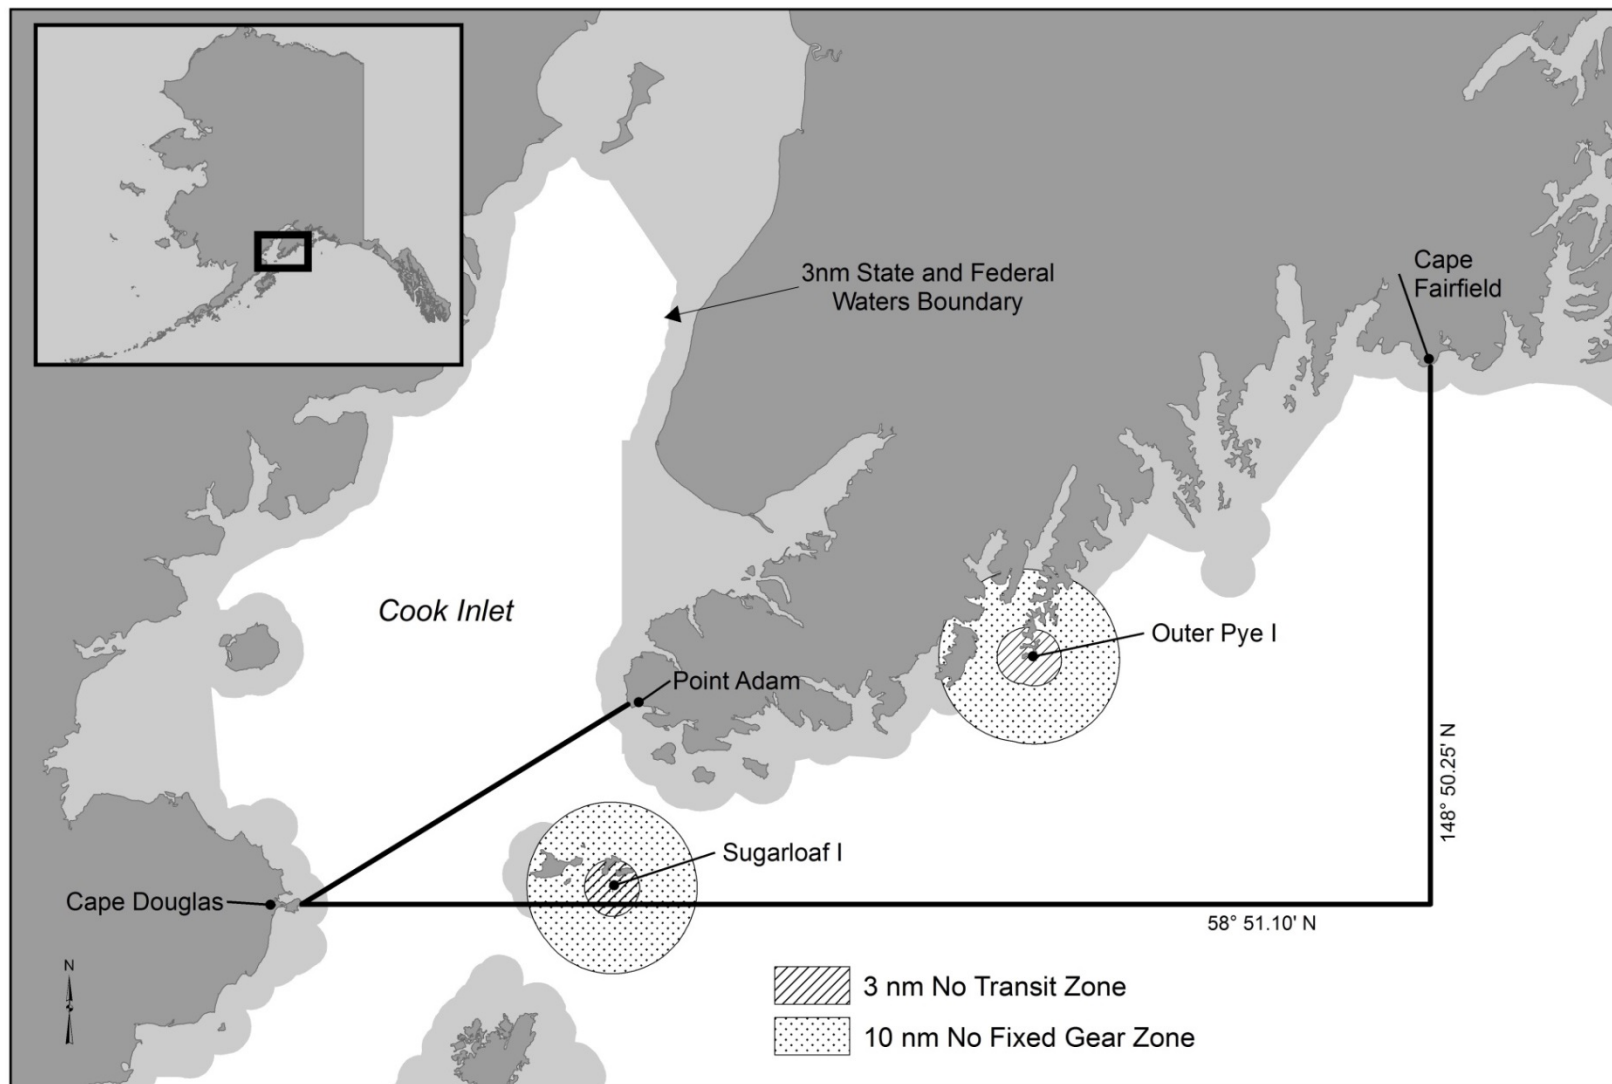 3nm State and Federal
Waters Boundary
Cape
Fairfield
Cook Inlet
Outer Pye I
Point Adam
148° 50.25' N
Sugarloaf I
Cape Douglas
58° 51.10' N
N
3 nm No Transit Zone
10 nm No Fixed Gear Zone